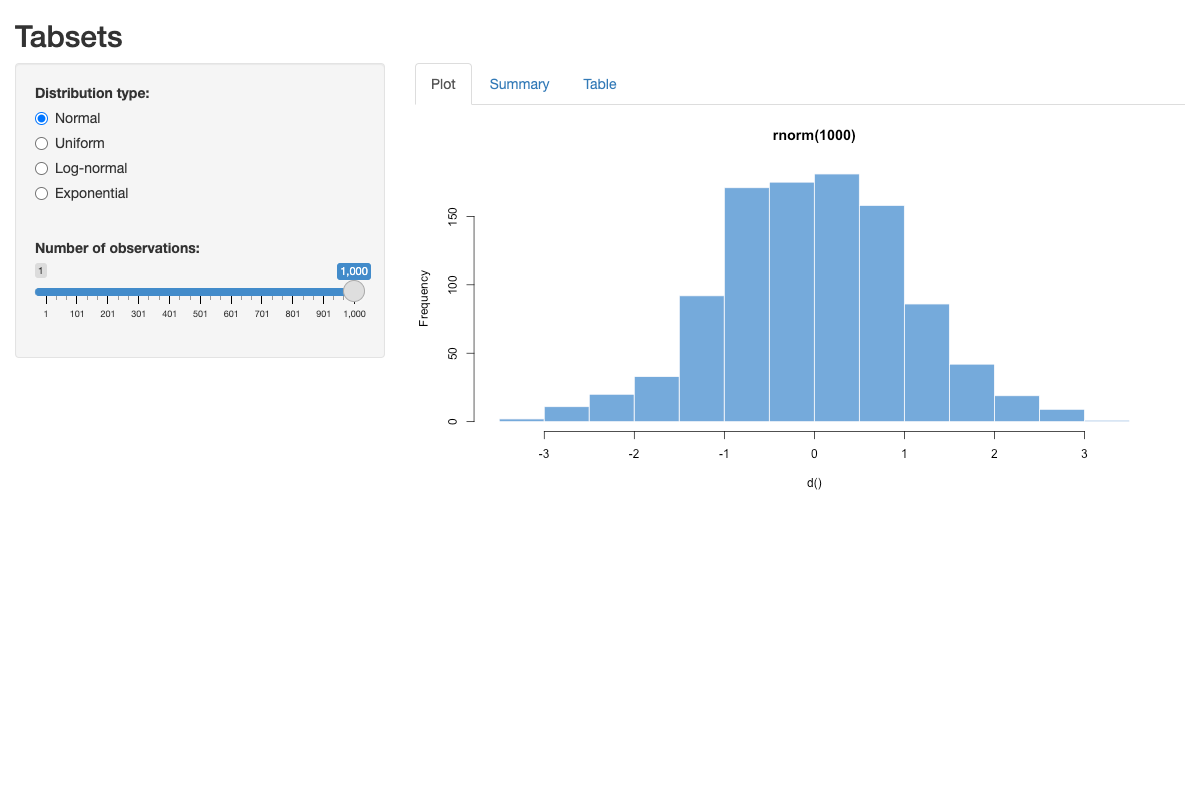 Tabsets
Distribution type:
Normal
Uniform
Log-normal
Exponential
Number of observations:
1 1,000
1 101 201 301 401 501 601 701 801 901 1,000
Plot Summary Table
rnorm(1000)
Frequency
0 50 100 150
-3 -2 -1 0 1 2 3
d()